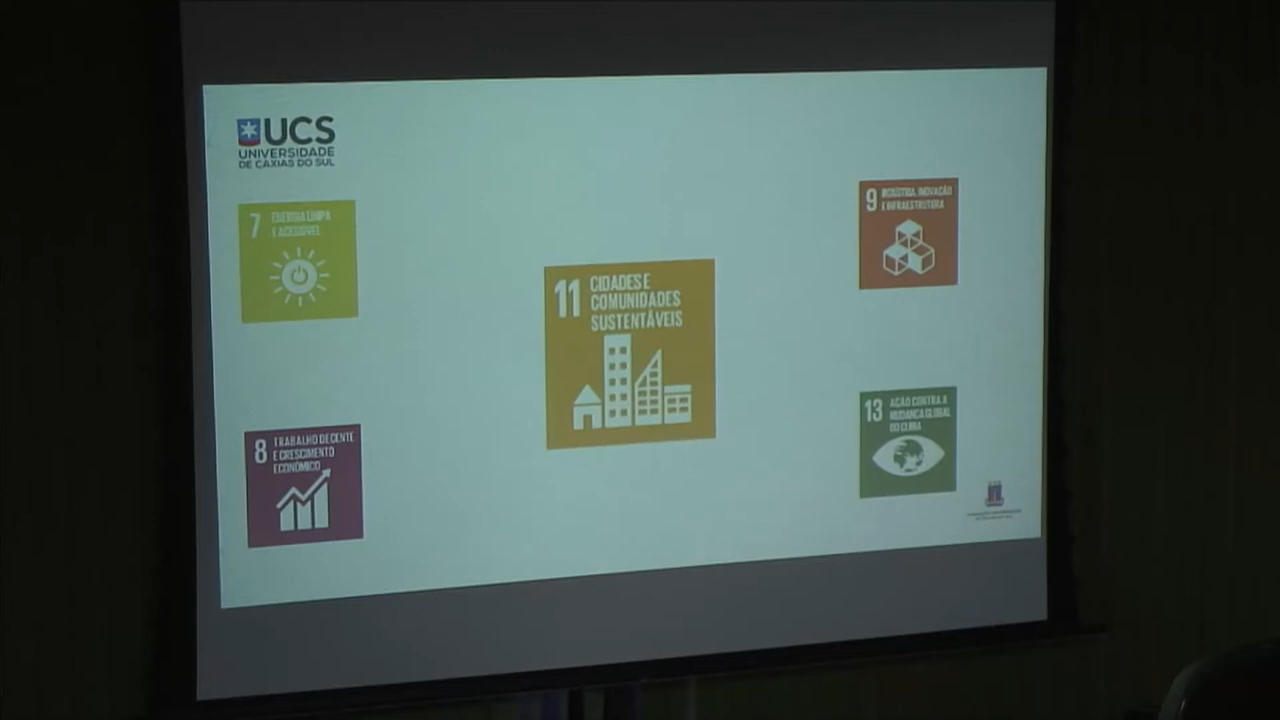 UCS
UNIVERSIDADE
DE CAXIAS DO SUL
7 ENERGIA LIMPA
E ACESSÍVEL
9 INDÚSTRIA, INOVAÇÃO
E INFRAESTRUTURA
11 CIDADES E
COMUNIDADES
SUSTENTÁVEIS
8 TRABALHO DECENTE
E CRESCIMENTO
ECONÔMICO
13 AÇÃO CONTRA A
MUDANÇA GLOBAL
DO CLIMA